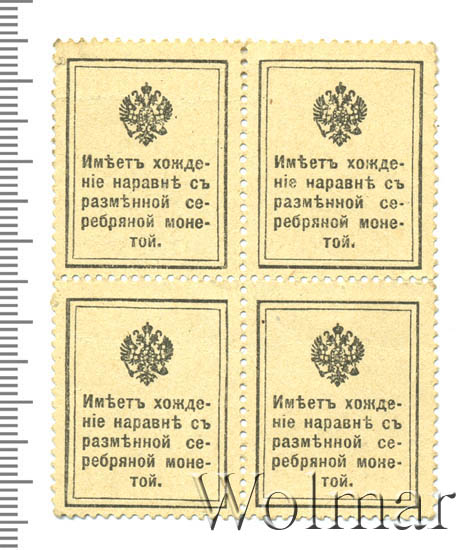 Имѣетъ хожде-
ніе наравнѣ съ
размѣнной се-
ребряной моне-
той.
Имѣетъ хожде-
ніе наравнѣ съ
размѣнной се-
ребряной моне-
той.
Имѣетъ хожде-
ніе наравнѣ съ
размѣнной се-
ребряной моне-
той.
Имѣетъ хожде-
ніе наравнѣ съ
размѣнной се-
ребряной моне-
той.
Wolmar